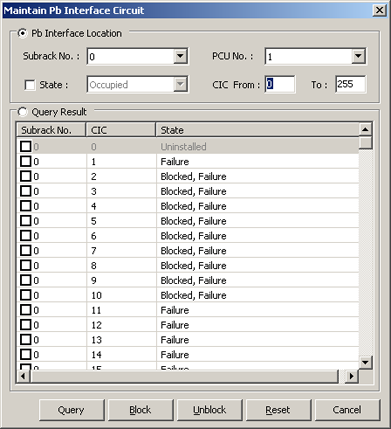 Maintain Pb Interface Circuit
Pb Interface Location
Subrack No. : 0 PCU No. : 1
State : Occupied CIC From : 0 To : 255
Query Result
Subrack No. CIC State
0 0 Uninstalled
0 1 Failure
0 2 Blocked, Failure
0 3 Blocked, Failure
0 4 Blocked, Failure
0 5 Blocked, Failure
0 6 Blocked, Failure
0 7 Blocked, Failure
0 8 Blocked, Failure
0 9 Blocked, Failure
0 10 Blocked, Failure
0 11 Failure
0 12 Failure
0 13 Failure
0 14 Failure
0 15 Failure
Query Block Unblock Reset Cancel